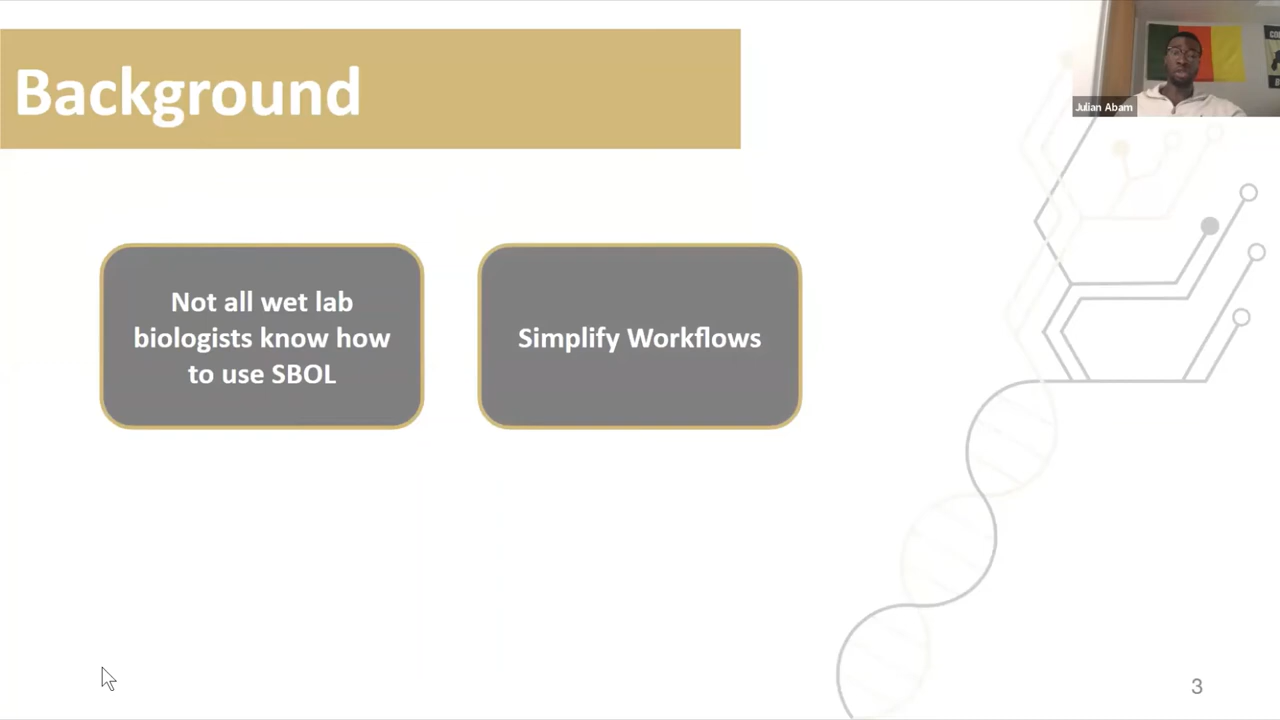 Background
Julian Abam
Not all wet lab
biologists know how
to use SBOL
Simplify Workflows
3